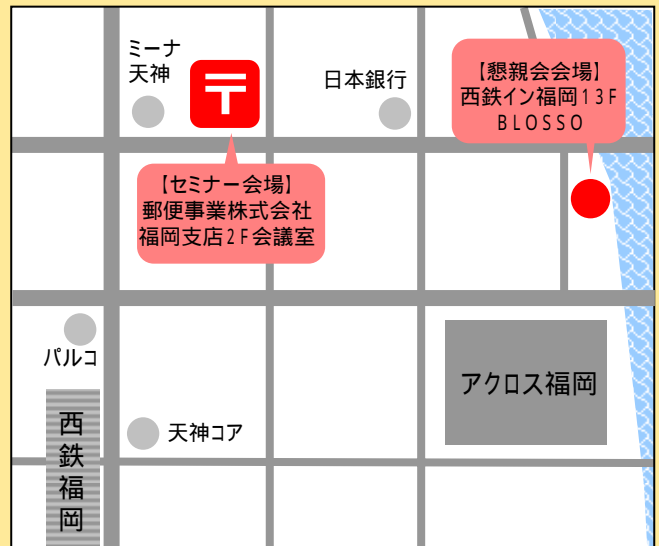 ミーナ
天神
〒
日本銀行
【懇親会会場】
西鉄イン福岡13F
BLOSSO
【セミナー会場】
郵便事業株式会社
福岡支店2F会議室
パルコ
アクロス福岡
天神コア
西鉄福岡